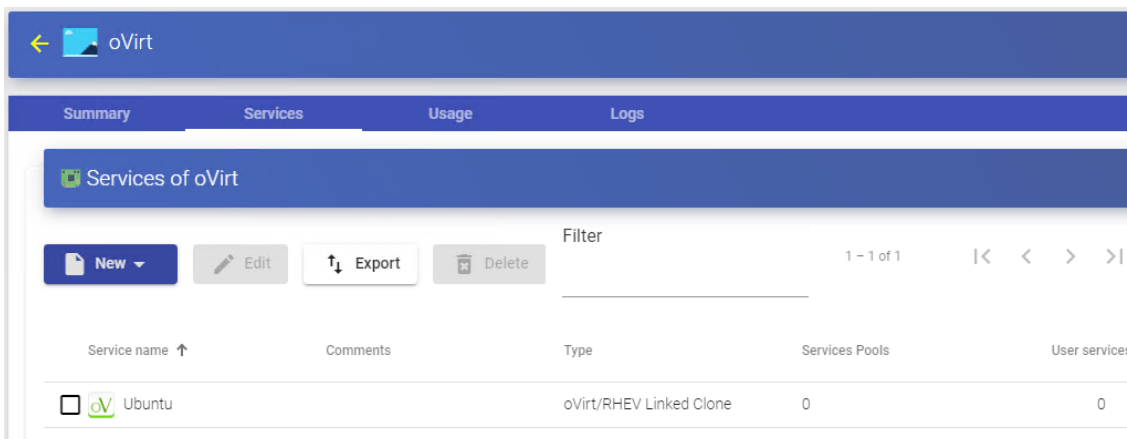 oVirt
Summary Services Usage Logs
Services of oVirt
Filter
New Edit Export Delete 1 – 1 of 1
Service name Comments Type Services Pools User services
oV Ubuntu oVirt/RHEV Linked Clone 0 0